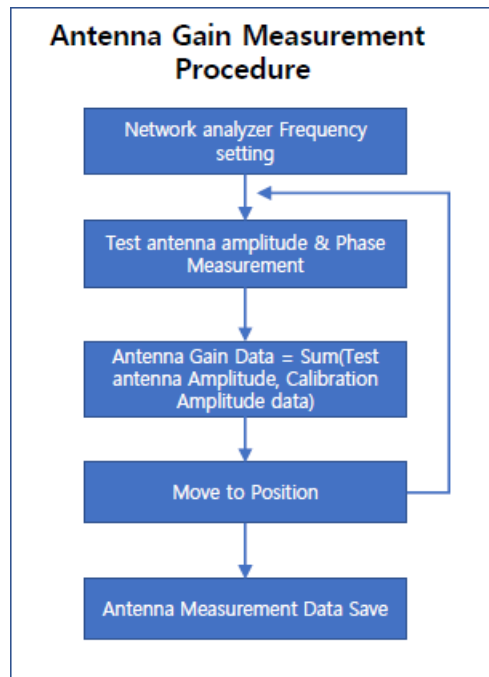 Antenna Gain Measurement
Procedure
Network analyzer Frequency
setting
Test antenna amplitude & Phase
Measurement
Antenna Gain Data = Sum(Test
antenna Amplitude, Calibration
Amplitude data)
Move to Position
Antenna Measurement Data Save